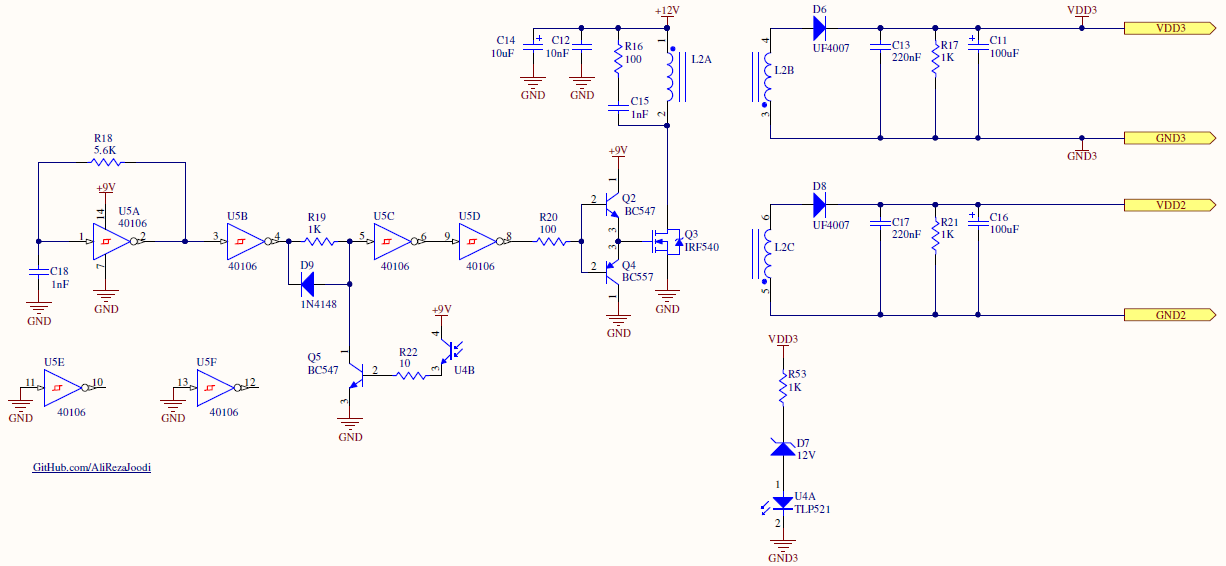 +12V
C14
10uF
+
C12
10nF
R16
100
1
L2A
GND
GND
C15
1nF
2
D6
UF4007
4
L2B
3
C13
220nF
R17
1K
+
C11
100uF
VDD3
VDD3
GND3
GND3
R18
5.6K
+9V
14
U5A
40106
1
2
7
GND
C18
1nF
GND
U5B
3
4
40106
R19
1K
D9
1N4148
U5C
5
6
40106
U5D
9
8
40106
R20
100
+9V
1
2
Q2
BC547
3
3
Q4
BC557
2
1
GND
Q3
IRF540
GND
D8
UF4007
6
L2C
5
C17
220nF
R21
1K
+
C16
100uF
VDD2
GND2
Q5
BC547
1
2
3
GND
R22
10
+9V
4
3
U4B
U5E
11
10
40106
GND
U5F
13
12
40106
GND
VDD3
R53
1K
D7
12V
1
U4A
TLP521
2
GND3
GitHub.com/AliRezaJoodi